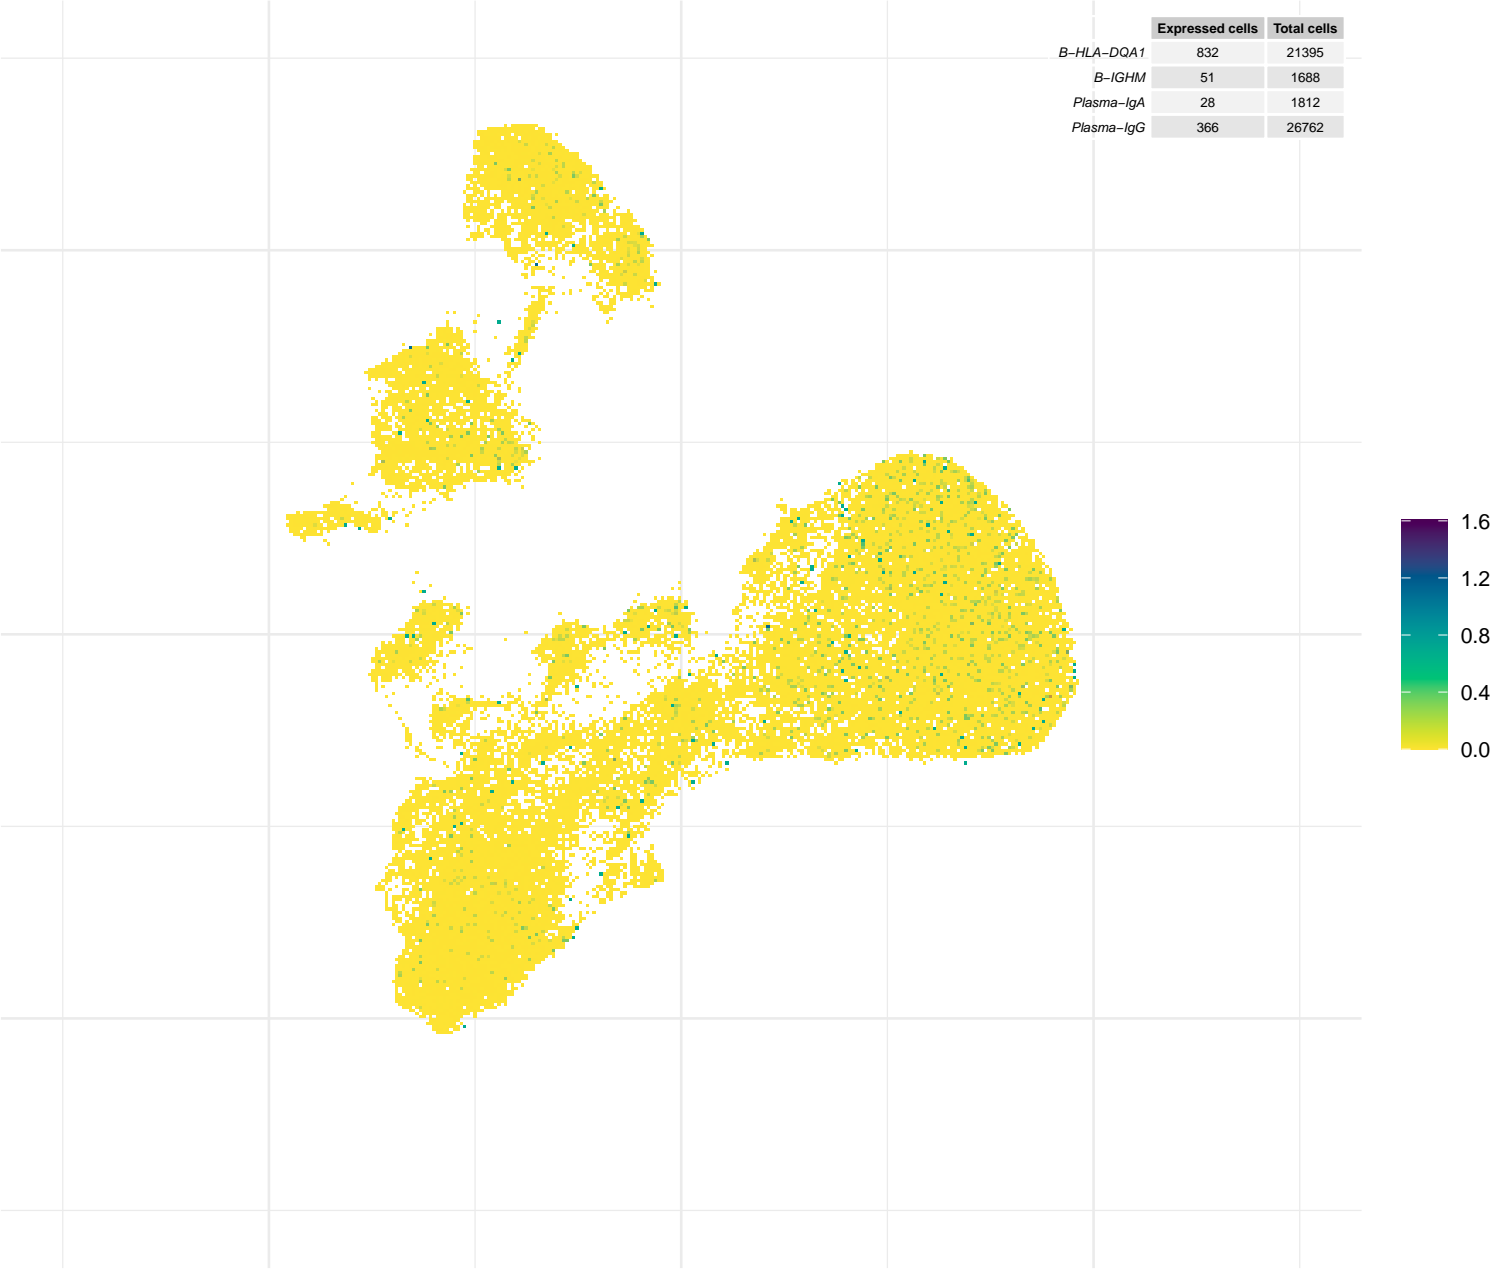 Expressed cells Total cells
B−HLA−DQA1 832 21395
B−IGHM 51 1688
Plasma−IgA 28 1812
Plasma−IgG 366 26762
1.6
1.2
0.8
0.4
0.0